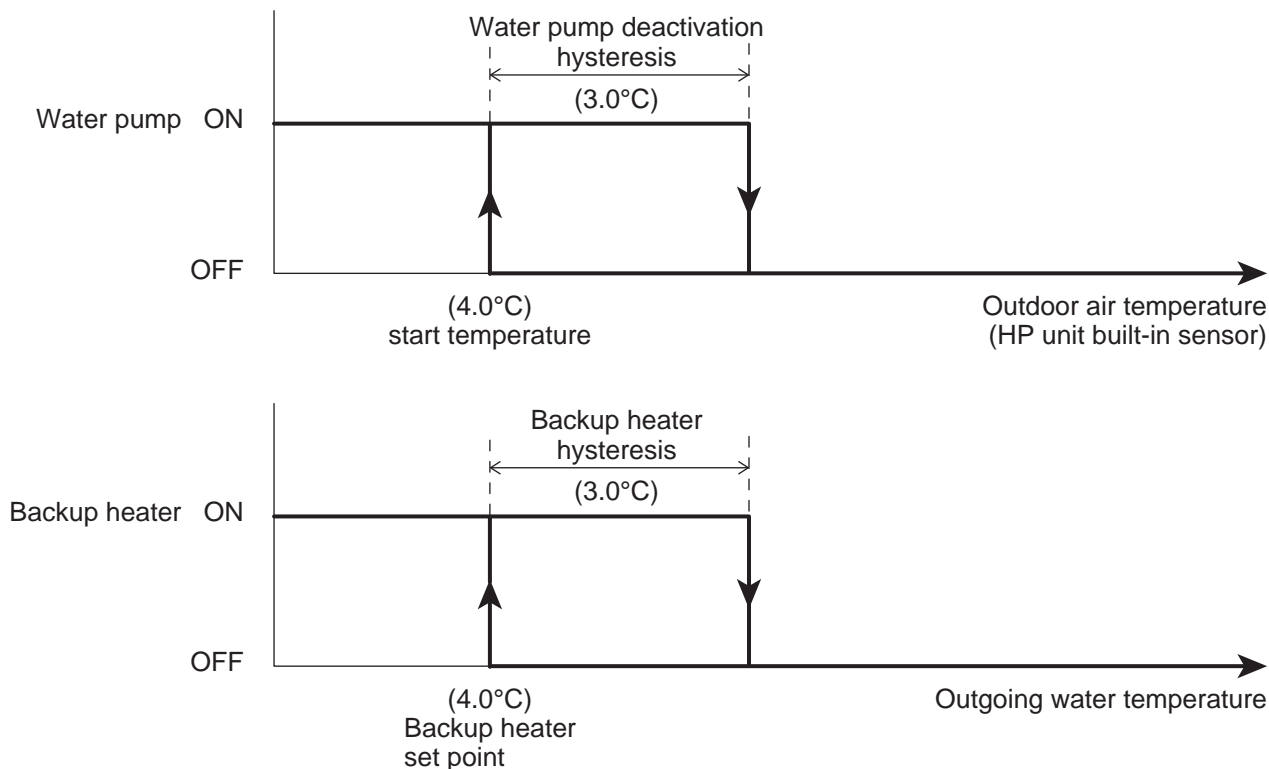 Water pump deactivation
hysteresis
(3.0°C)
Water pump ON
OFF
(4.0°C)
start temperature
Outdoor air temperature
(HP unit built-in sensor)
Backup heater
hysteresis
(3.0°C)
Backup heater ON
OFF
(4.0°C)
Backup heater
set point
Outgoing water temperature